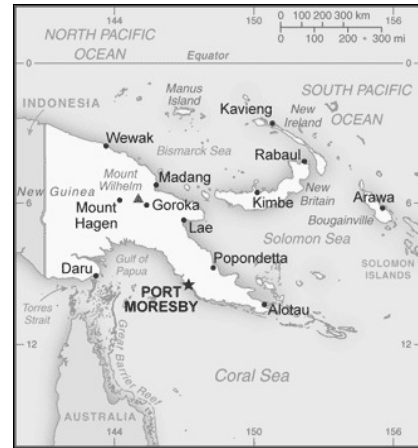 144
150
0 100 200 300 km
0 100 200 300 mi
NORTH PACIFIC
OCEAN
Equator
0
0
Manus
Island
SOUTH PACIFIC
OCEAN
INDONESIA
Kavieng
New
Ireland
Wewak
Bismarck Sea
Rabaul
Mount
Wilhelm
Madang
New Guinea
Kimbe
New
Britain
Arawa
6
6
Mount
Hagen
Goroka
Bougainville
Lae
Solomon Sea
Popondetta
SOLOMON
ISLANDS
Daru
Gulf of
Papua
PORT
MORESBY
Torres
Strait
Alotau
Great Barrier Reef
12
12
Coral Sea
AUSTRALIA
144
150